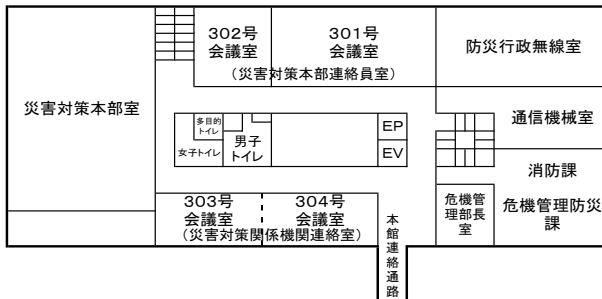 302号
会議室
301号
会議室
(災害対策本部連絡員室)
防災行政無線室
災害対策本部室
多目的
トイレ
女子トイレ
男子
トイレ
EP
EV
通信機械室
消防課
危機管理防災
課
危機管
理部長
室
303号
会議室
304号
会議室
(災害対策関係機関連絡室)
本館連絡通路